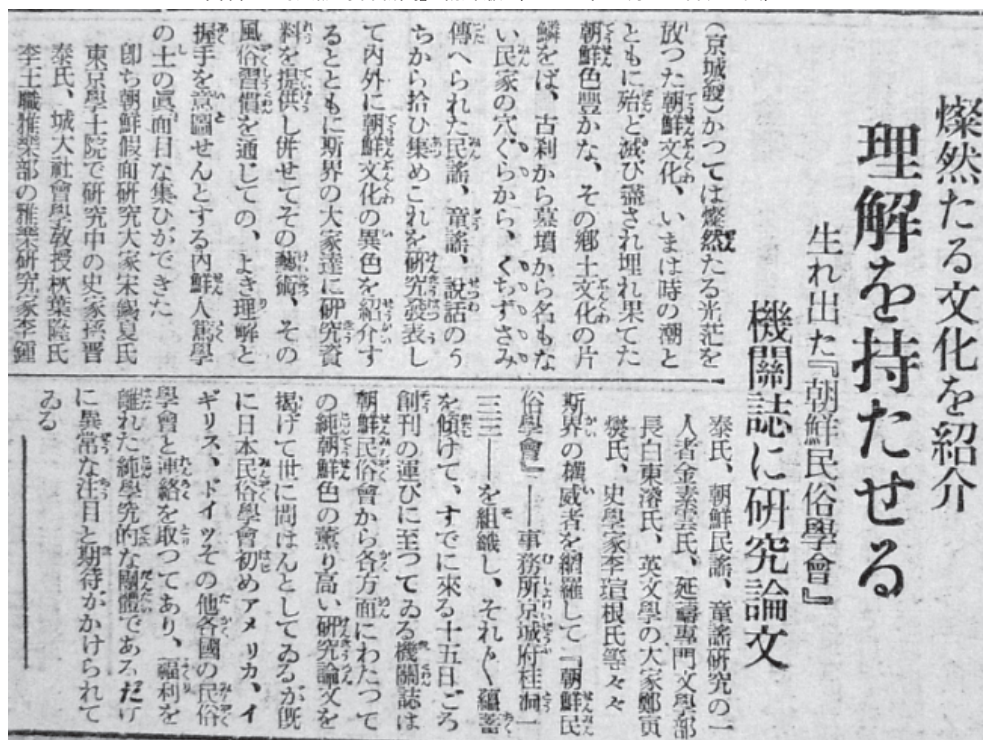 燦然たる文化を紹介
理解を持たせる
生れ出た『朝鮮民俗學會』
機關誌に研究論文
(京城發)かつては燦然たる光茫を
放つた朝鮮文化、いまは時の潮と
ともに殆ど滅び盡され埋れ果てた
朝鮮色豐かな、その鄕土文化の片
鱗をば、古刹から墓墳から名もな
い民家の穴ぐらから、くちずさみ
傳へられた民謠、童謠、說話のう
ちから拾ひ集めこれを研究發表し
て內外に朝鮮文化の異色を紹介す
るとともに斯界の大家達に研究資
料を提供し併せてその藝術、その
風俗習慣を通じての、よき理解と
握手を意圖せんとする內鮮人篤學
の士の眞面目な集ひができた
卽ち朝鮮假面研究大家宋錫夏氏
東京學士院で研究中の史家孫晋
泰氏、城大社會學敎授秋葉隆氏
李王職雅樂部の雅樂研究家李鍾
泰氏、朝鮮民謠、童謠研究の一
人者金素雲氏、延禧專門文學部
長白東濬氏、英文學の大家鄭寅
燮氏、史學家李瑄根氏等々々
斯界の權威者を網羅して『朝鮮民
俗學會』——事務所京城府桂洞一
三三——を組織し、それ〲蘊蓄
を傾けて、すでに來る十五日ごろ
創刊の運びに至つてゐる機關誌は
朝鮮民俗會から各方面にわたつて
の純朝鮮色の薰り高い研究論文を
揭げて世に問はんとしてゐるが既
に日本民俗學會初めアメリカ、イ
ギリス、ドイツその他各國の民俗
學會と連絡を取つてあり、福利を
離れた純學究的な團體であるだけ
に異常な注目と期待がかけられて
ゐる